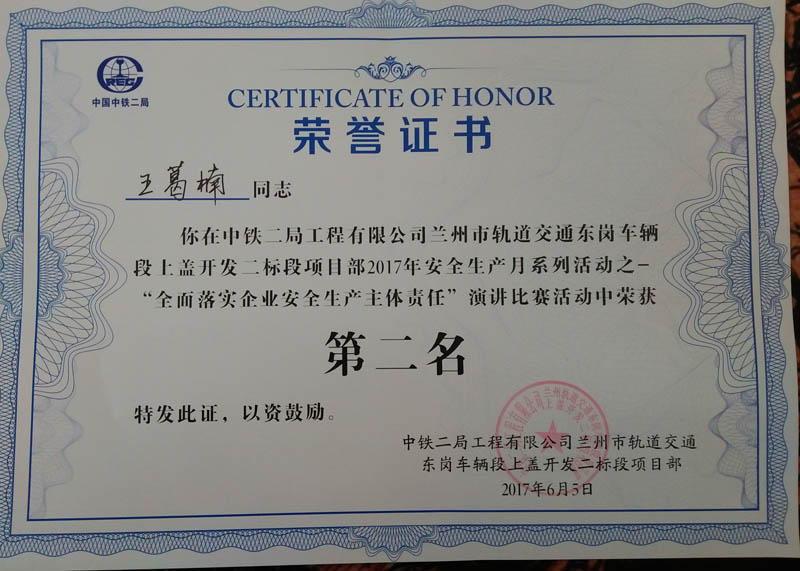 CREGC
中国中铁二局
CERTIFICATE OF HONOR
荣誉证书
王葛楠 同志
你在中铁二局工程有限公司兰州市轨道交通东岗车辆
段上盖开发二标段项目部2017年安全生产月系列活动之一
“全面落实企业安全生产主体责任”演讲比赛活动中荣获
第二名
特发此证，以资鼓励。
中铁二局工程有限公司兰州市轨道交通
东岗车辆段上盖开发二标段项目部
2017年6月5日